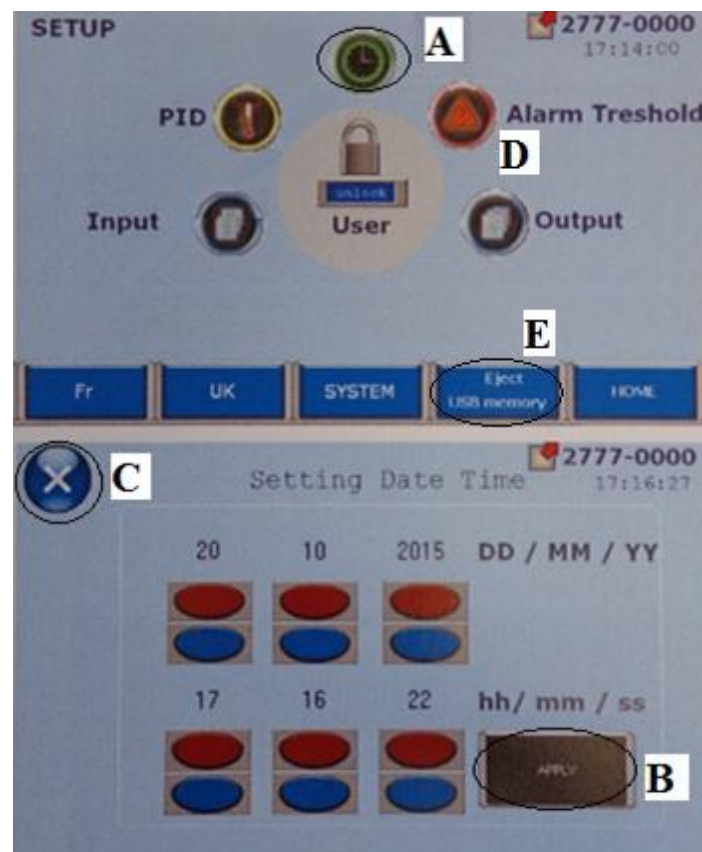 SETUP
A
2777-0000
17:14:00
PID
Alarm Treshold
D
unlock
Input
User
Output
E
Fr
UK
SYSTEM
Eject
USB memory
HOME
C
2777-0000
Setting Date Time
17:16:27
20 10 2015 DD / MM / YY
17 16 22 hh/ mm / ss
APPLY
B